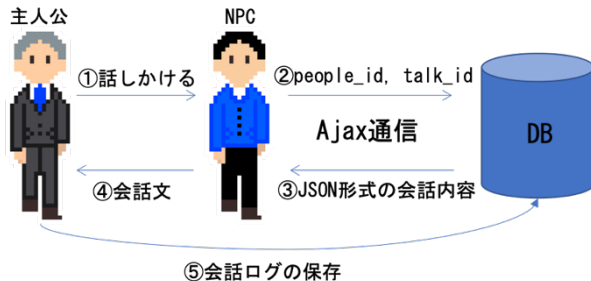 主人公
NPC
①話しかける
②people_id, talk_id
Ajax通信
DB
④会話文
③JSON形式の会話内容
⑤会話ログの保存